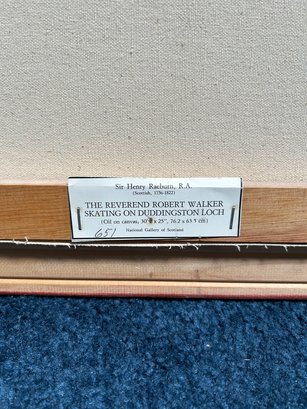 Sir Henry Raeburn, R.A.
(Scottish, 1756-1822)
THE REVEREND ROBERT WALKER
SKATING ON DUDDINGSTON LOCH
(Oil on canvas, 30" x 25", 76.2 x 63.5 cm)
National Gallery of Scotland
651